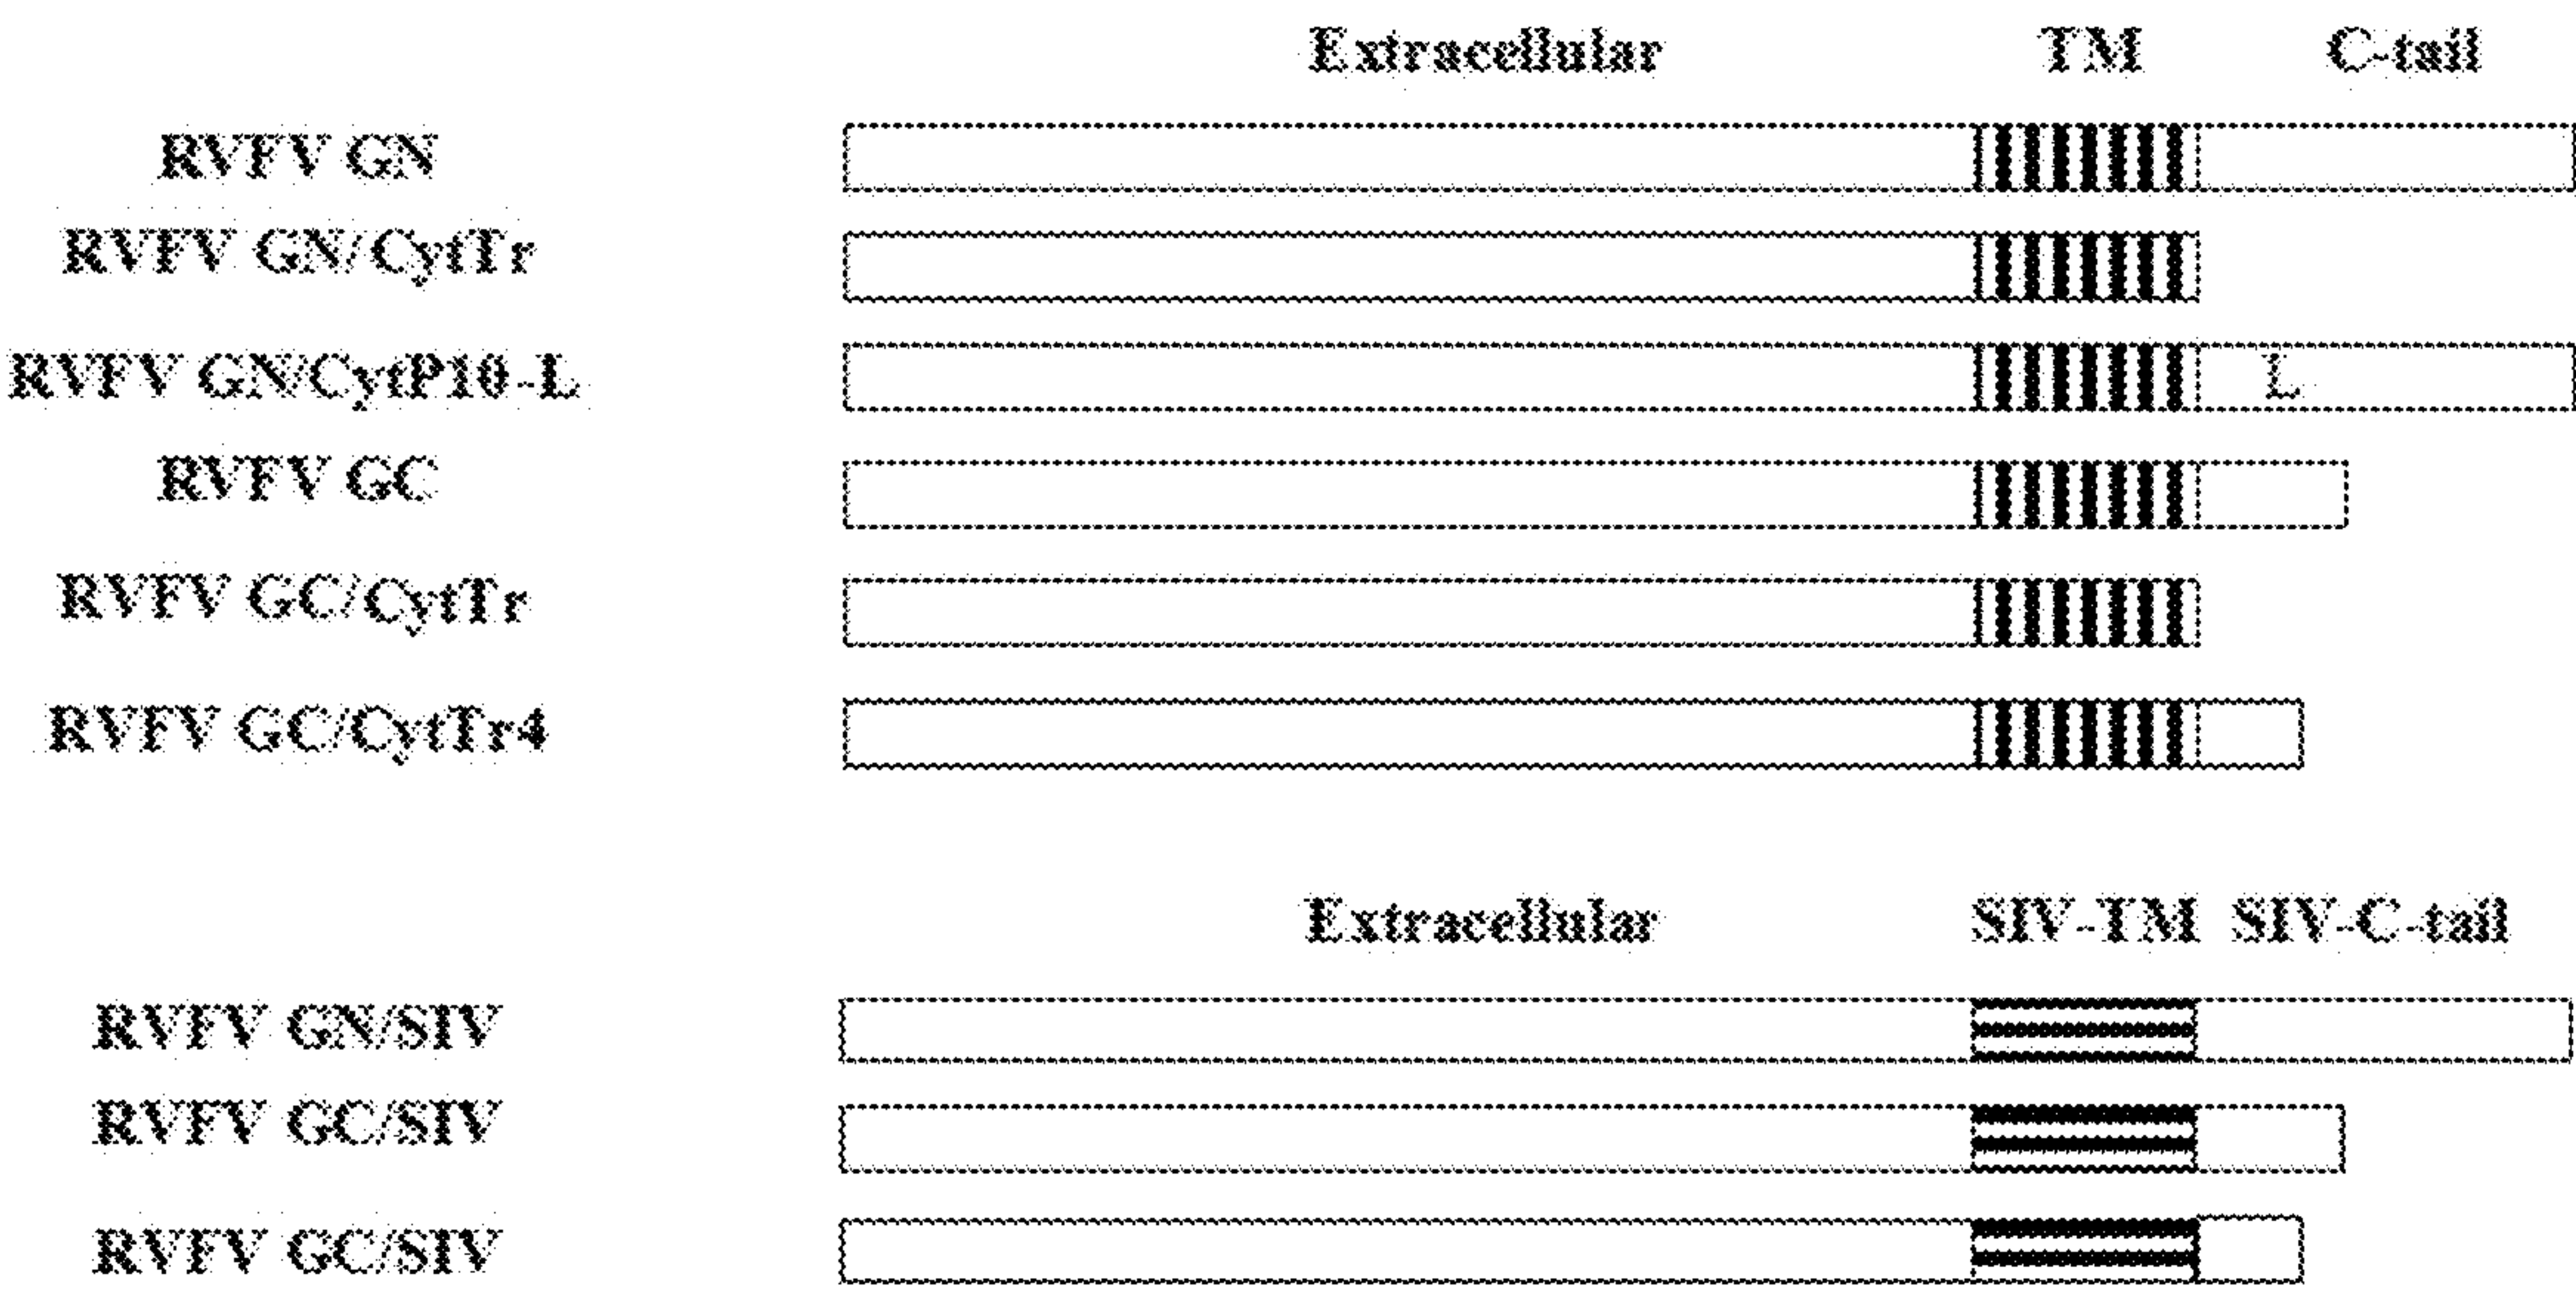 Extracellular TM C-tail
RVFV GN
RVFV GN/CytTr
RVFV GN/CytP10-L
L
RVFV GC
RVFV GC/CytTr
RVFV GC/CytTr4
Extracellular SIV-TM SIV-C-tail
RVFV GN/SIV
RVFV GC/SIV
RVFV GC/SIV